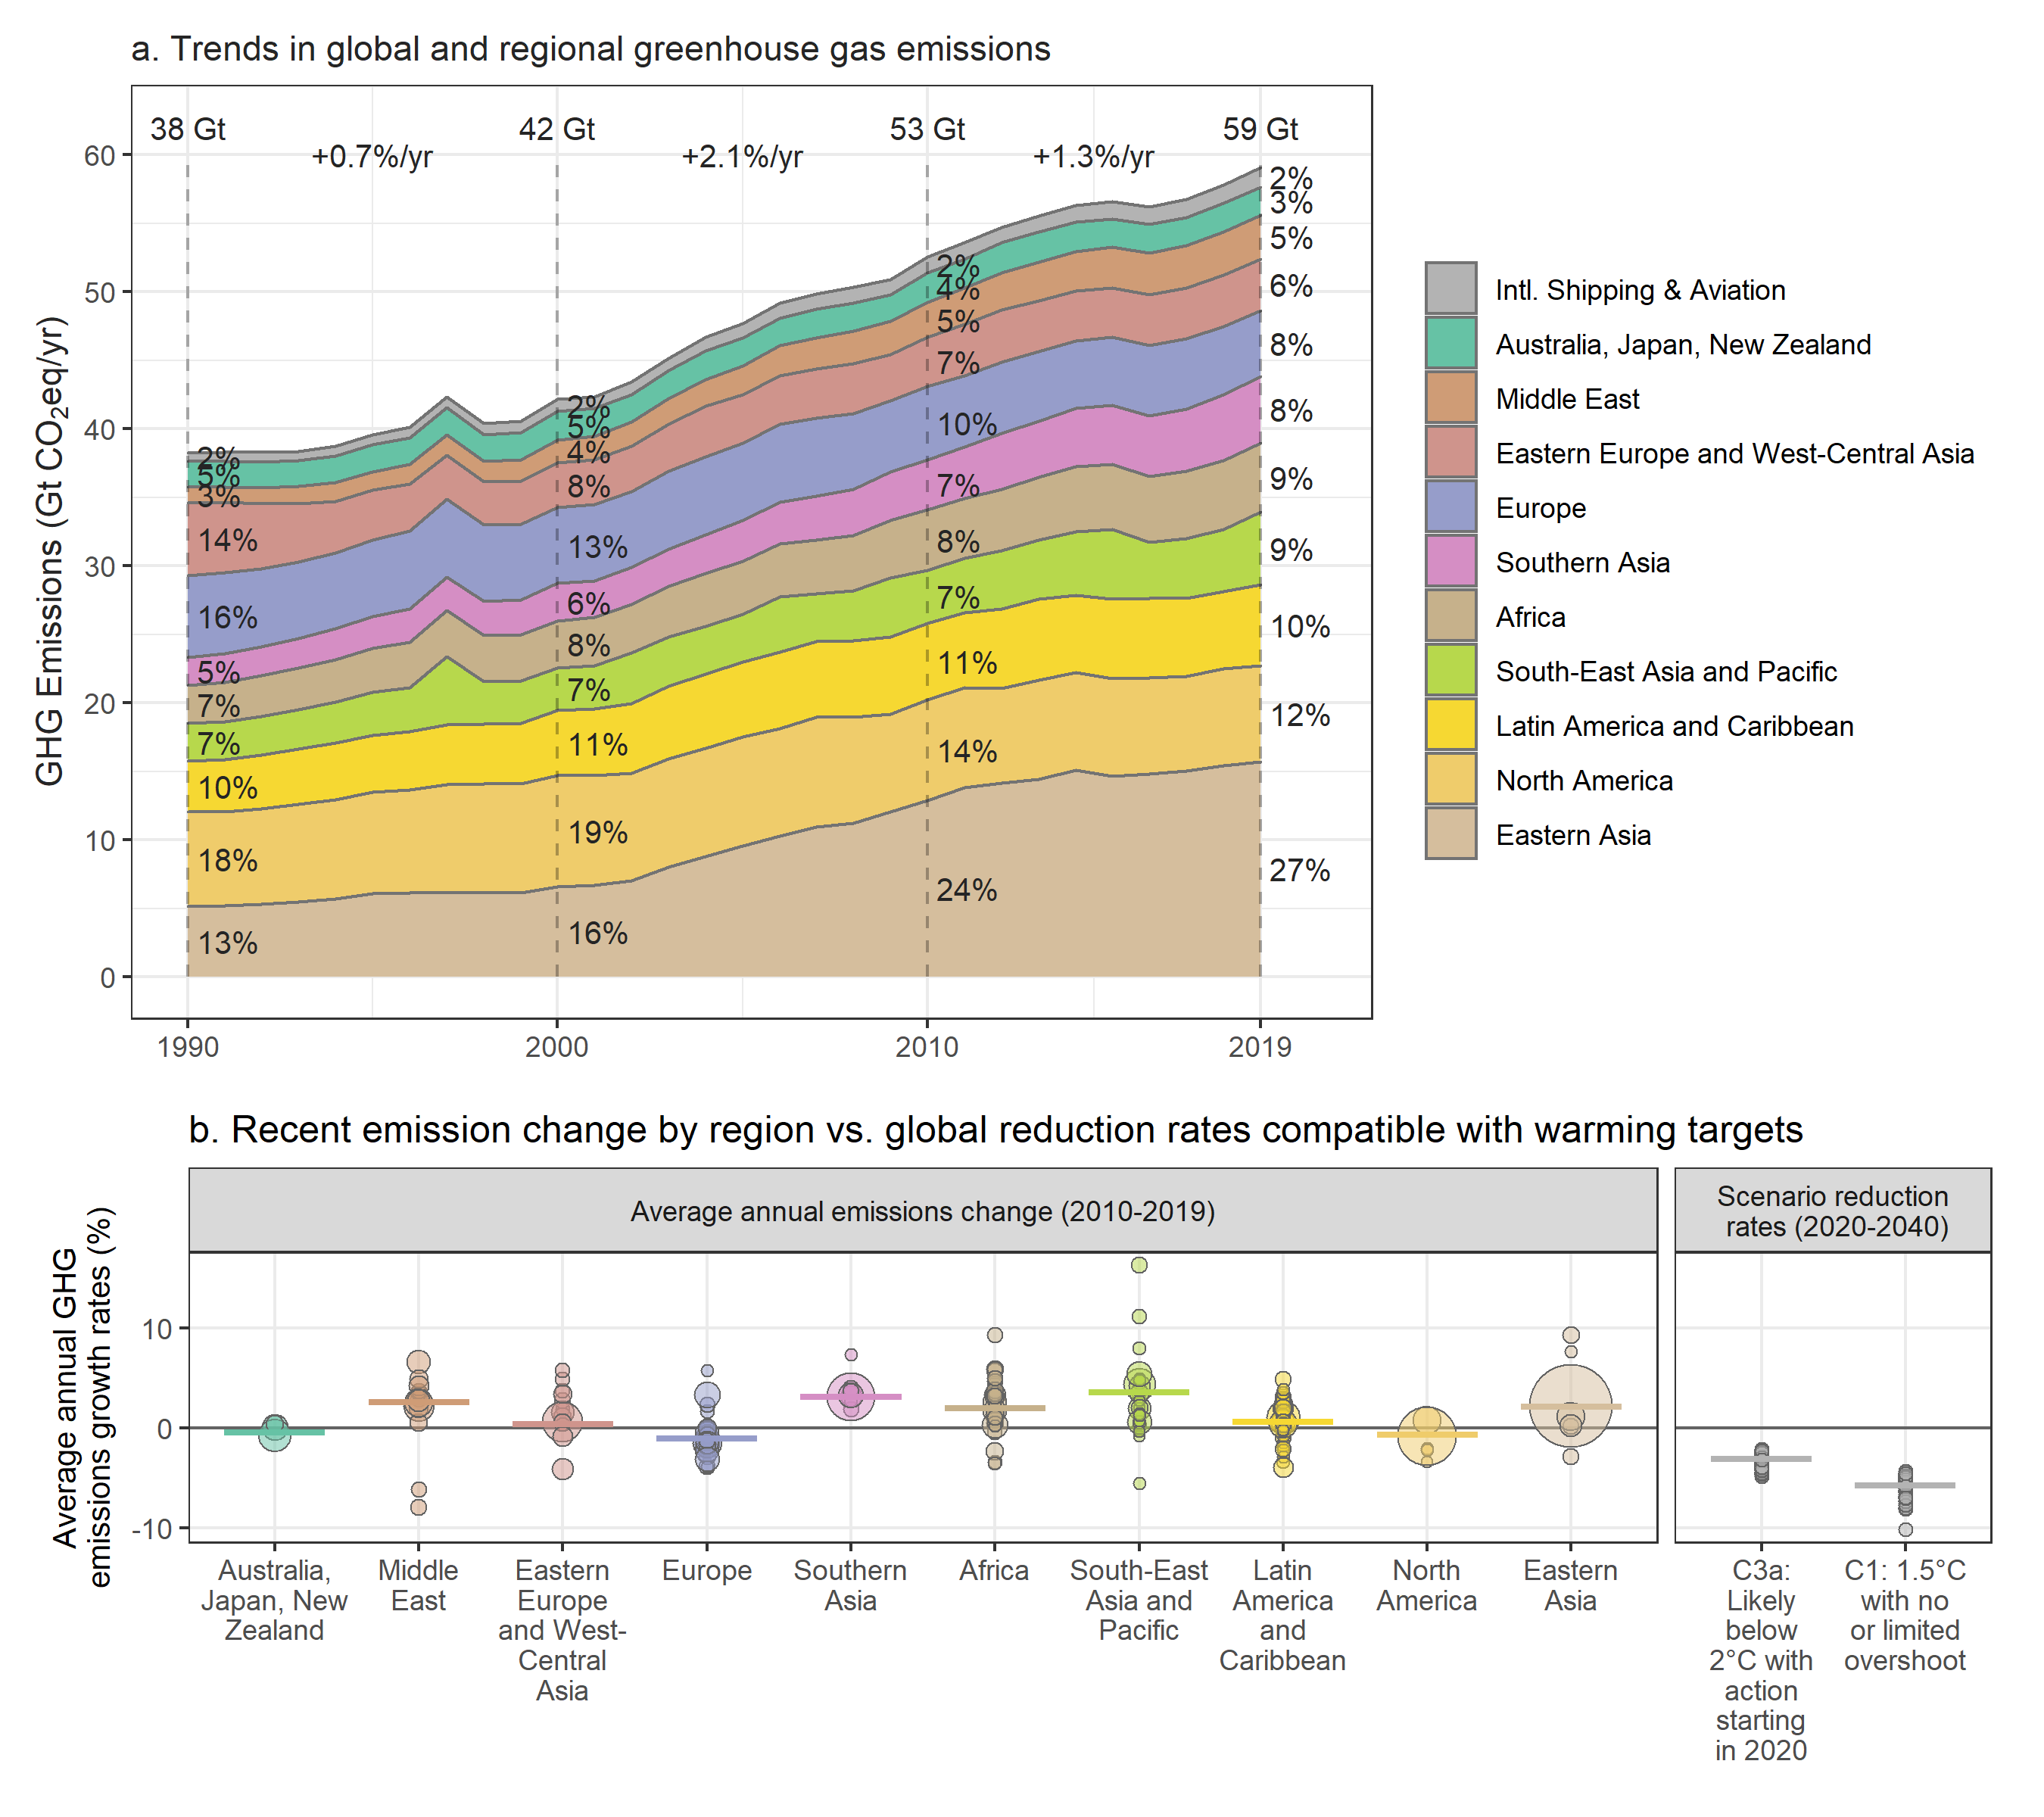 a. Trends in global and regional greenhouse gas emissions
38 Gt
42 Gt
53 Gt
59 Gt
+0.7%/yr
+2.1%/yr
+1.3%/yr
GHG Emissions (Gt CO₂eq/yr)
60
50
40
30
20
10
0
2%
5%
3%
14%
16%
5%
7%
7%
10%
18%
13%
2%
5%
4%
8%
13%
6%
8%
7%
11%
19%
16%
2%
4%
5%
7%
10%
7%
8%
7%
11%
14%
24%
2%
3%
5%
6%
8%
8%
9%
9%
10%
12%
27%
1990
2000
2010
2019
Intl. Shipping & Aviation
Australia, Japan, New Zealand
Middle East
Eastern Europe and West-Central Asia
Europe
Southern Asia
Africa
South-East Asia and Pacific
Latin America and Caribbean
North America
Eastern Asia
b. Recent emission change by region vs. global reduction rates compatible with warming targets
Average annual emissions change (2010-2019)
Scenario reduction
rates (2020-2040)
Average annual GHG
emissions growth rates (%)
10
0
-10
Australia,
Japan, New
Zealand
Middle
East
Eastern
Europe
and West-
Central
Asia
Europe
Southern
Asia
Africa
South-East
Asia and
Pacific
Latin
America
and
Caribbean
North
America
Eastern
Asia
C3a:
Likely
below
2°C with
action
starting
in 2020
C1: 1.5°C
with no
or limited
overshoot